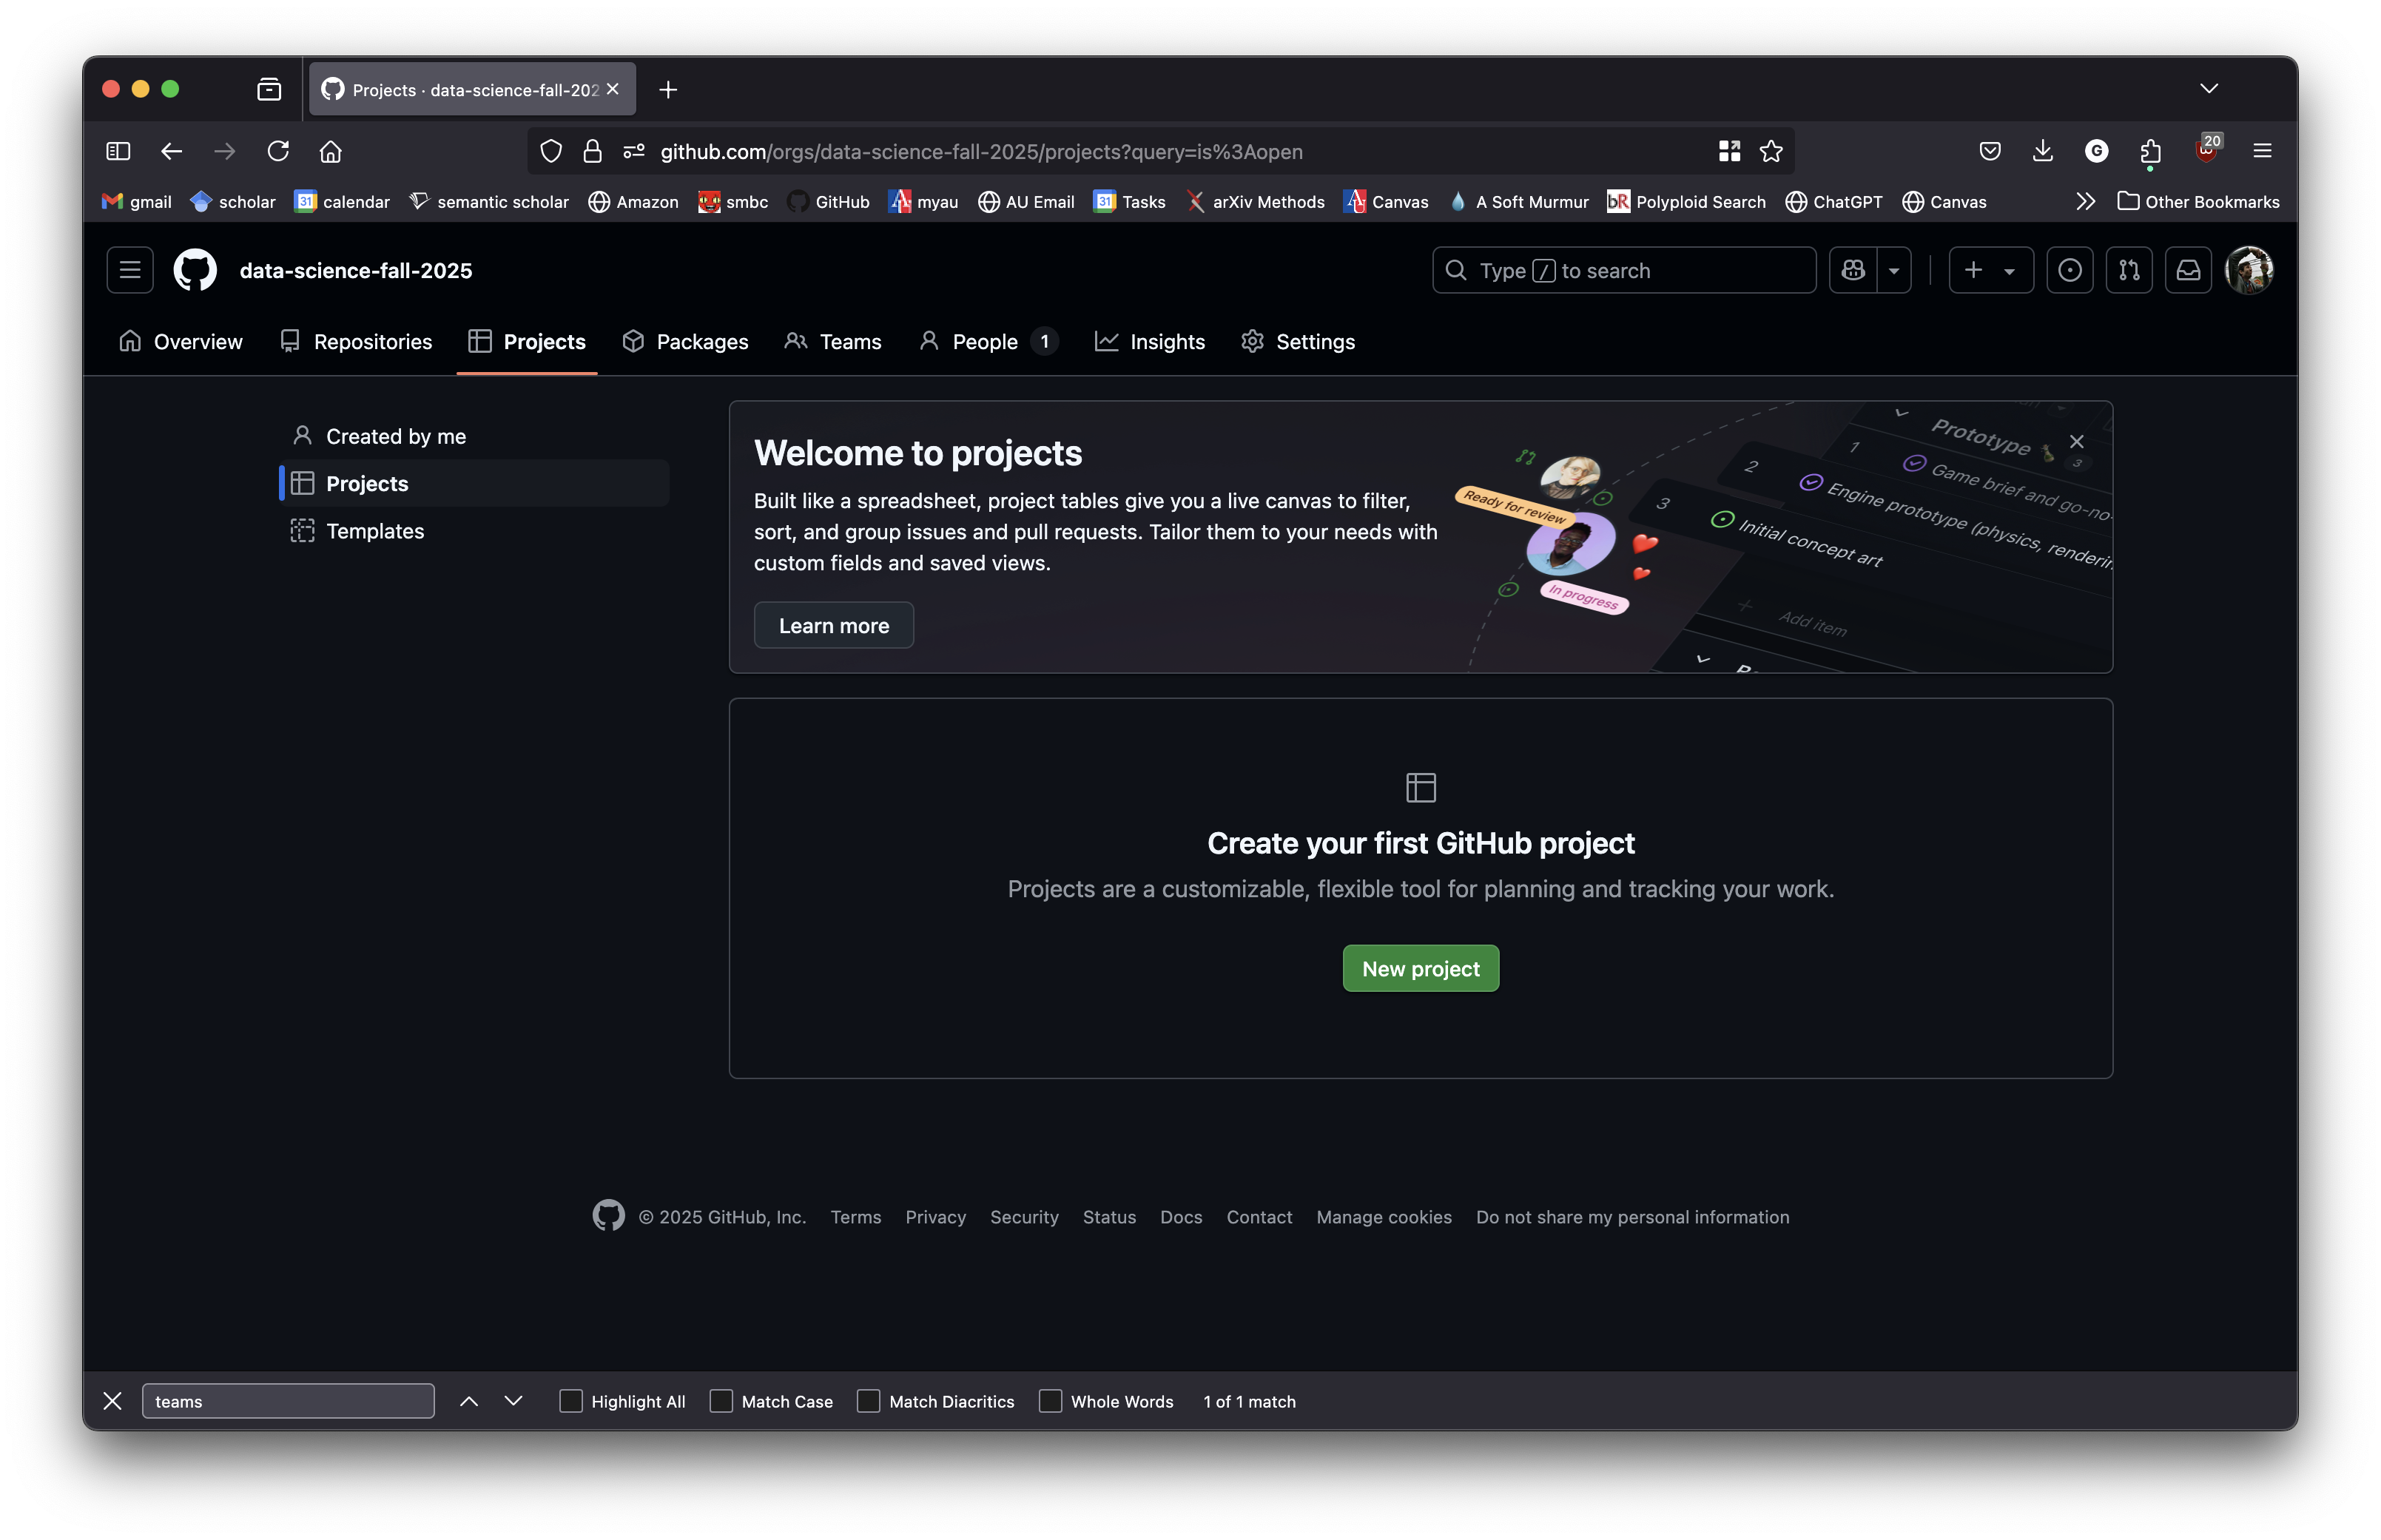 Projects · data-science-fall-202
github.com/orgs/data-science-fall-2025/projects?query=is%3Aopen
G
20
gmail scholar 31 calendar semantic scholar Amazon smbc GitHub myau AU Email 31 Tasks arXiv Methods Canvas A Soft Murmur bR Polyploid Search ChatGPT Canvas Other Bookmarks
data-science-fall-2025
Type / to search
Overview Repositories Projects Packages Teams People 1 Insights Settings
Created by me
Projects
Templates
Welcome to projects
Built like a spreadsheet, project tables give you a live canvas to filter,
sort, and group issues and pull requests. Tailor them to your needs with
custom fields and saved views.
Learn more
Ready for review
In progress
Prototype 3
1 Game brief and go-no-
2 Engine prototype (physics, renderin
3 Initial concept art
+ Add item
Create your first GitHub project
Projects are a customizable, flexible tool for planning and tracking your work.
New project
© 2025 GitHub, Inc. Terms Privacy Security Status Docs Contact Manage cookies Do not share my personal information
teams Highlight All Match Case Match Diacritics Whole Words 1 of 1 match